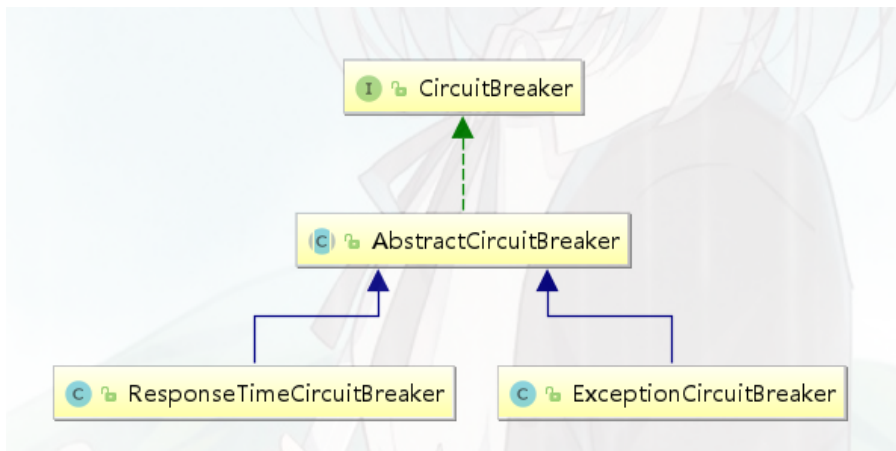 I CircuitBreaker
C AbstractCircuitBreaker
C ResponseTimeCircuitBreaker
C ExceptionCircuitBreaker